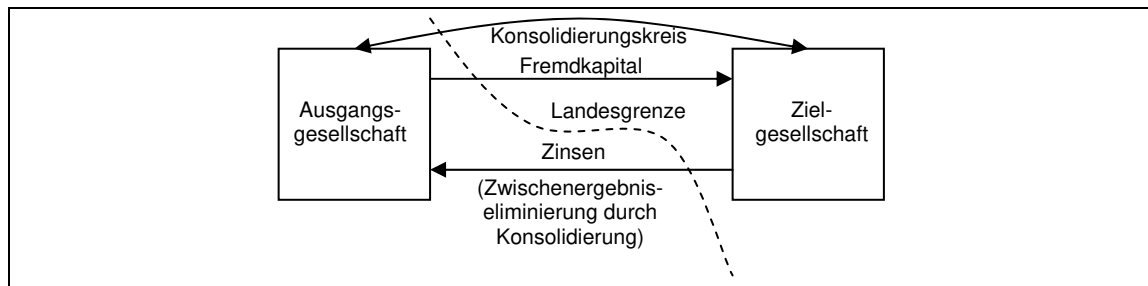 Konsolidierungskreis
Fremdkapital
Ausgangs-
gesellschaft
Landesgrenze
Ziel-
gesellschaft
Zinsen
(Zwischenergebnis-
eliminierung durch
Konsolidierung)